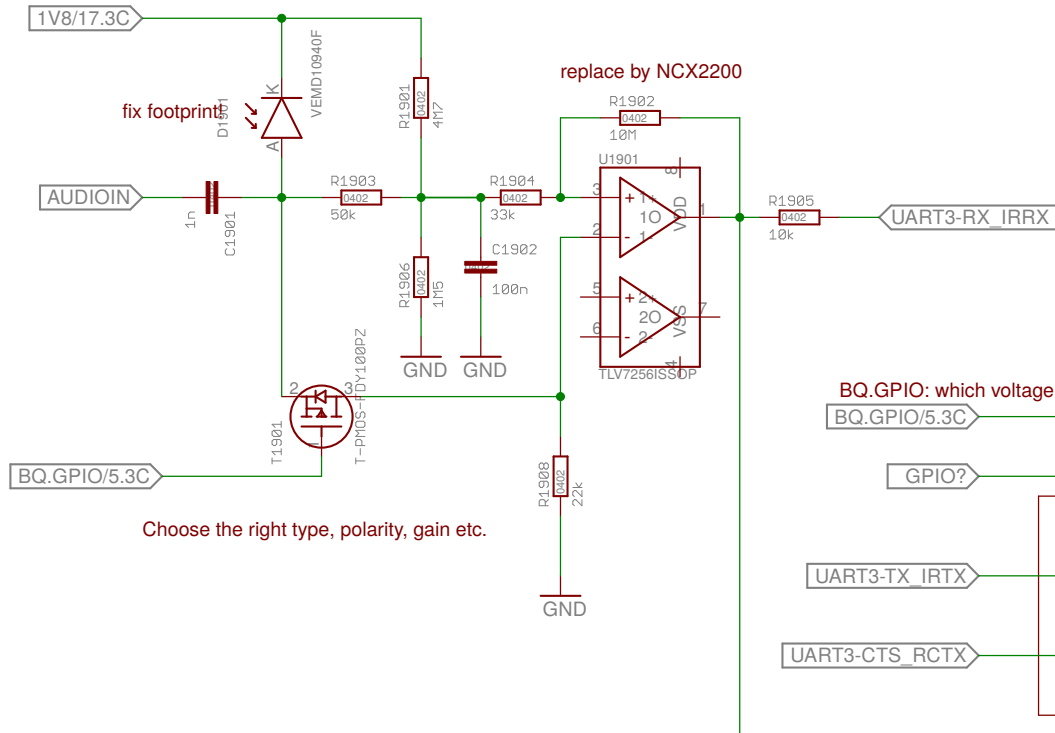 1V8/17.3C
fix footprint!
D1901
K
A
VEMD10940F
R1901
0402
4M7
replace by NCX2200
R1902
0402
10M
U1901
AUDIOIN
1n
C1901
R1903
0402
50k
R1904
0402
33k
3
+
1+
1O
2
-
1-
8
VDD
1
R1905
0402
10k
UART3-RX_IRRX
R1906
0402
1M5
C1902
0402
100n
5
+
2+
2O
6
-
2-
VSS
7
4
TLV7256ISSOP
GND
GND
2
3
1
T1901
T-PMOS-FDY100PZ
BQ.GPIO/5.3C
R1908
0402
22k
GND
Choose the right type, polarity, gain etc.
BQ.GPIO: which voltage
BQ.GPIO/5.3C
GPIO?
UART3-TX_IRTX
UART3-CTS_RCTX